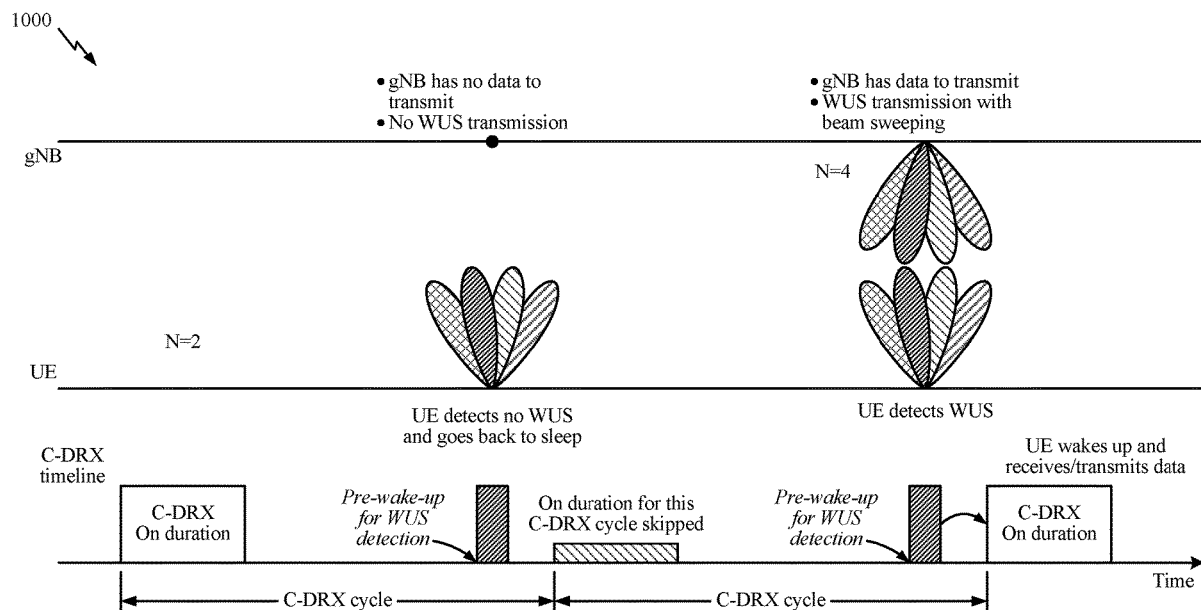 1000
• gNB has no data to
transmit
• No WUS transmission
• gNB has data to transmit
• WUS transmission with
beam sweeping
gNB
N=4
N=2
UE
UE detects no WUS
and goes back to sleep
UE detects WUS
C-DRX
timeline
UE wakes up and
receives/transmits data
C-DRX
On duration
Pre-wake-up
for WUS
detection
On duration for this
C-DRX cycle skipped
Pre-wake-up
for WUS
detection
C-DRX
On duration
Time
C-DRX cycle
C-DRX cycle